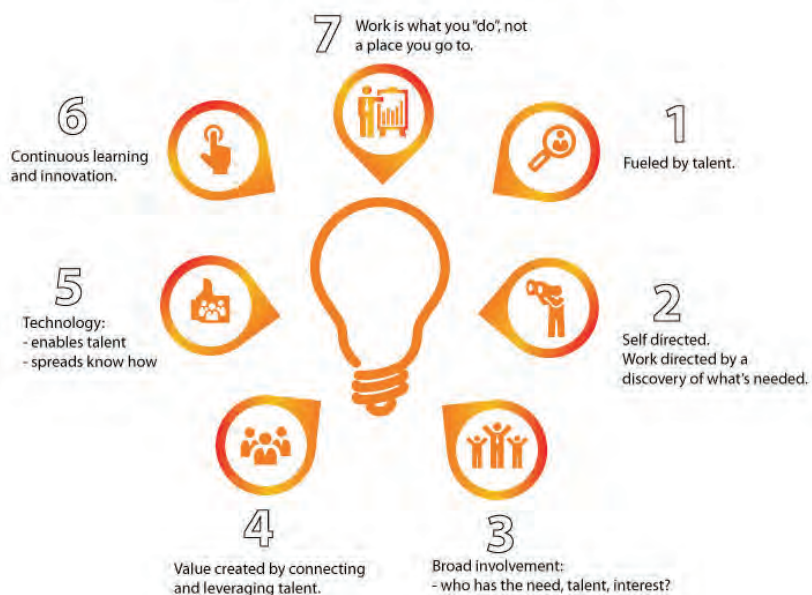 7
Work is what you "do", not
a place you go to.
1
Fueled by talent.
2
Self directed.
Work directed by a
discovery of what's needed.
3
Broad involvement:
- who has the need, talent, interest?
4
Value created by connecting
and leveraging talent.
5
Technology:
- enables talent
- spreads know how
6
Continuous learning
and innovation.